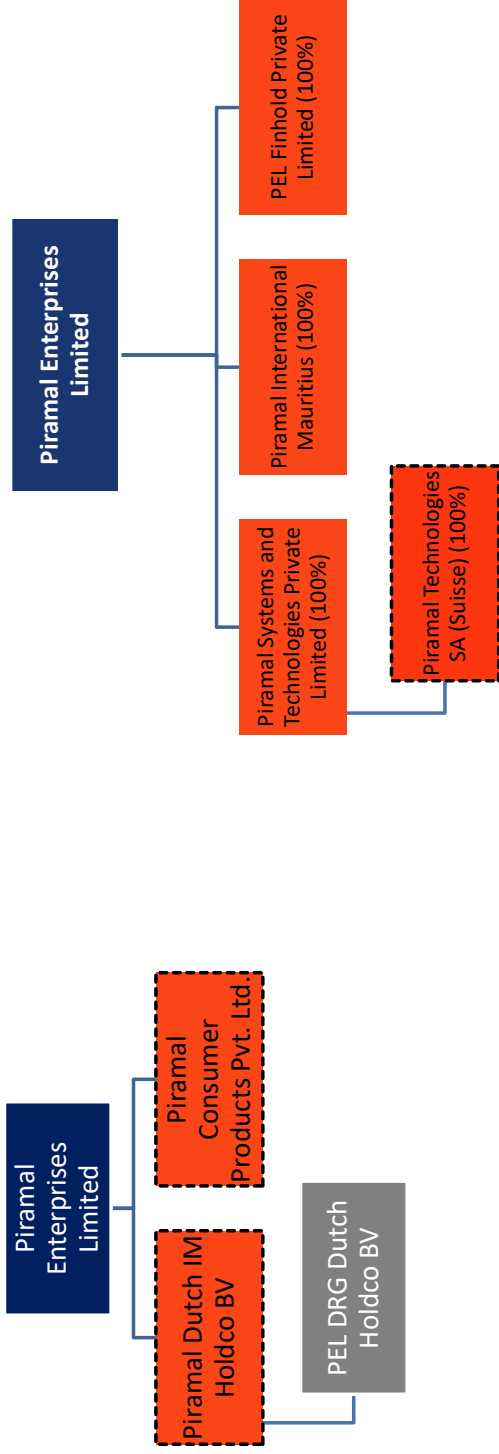 Piramal
Enterprises
Limited
Piramal Dutch IM
Holdco BV
Piramal
Consumer
Products Pvt. Ltd.
PEL DRG Dutch
Holdco BV
Piramal Enterprises
Limited
Piramal Systems and
Technologies Private
Limited (100%)
Piramal International
Mauritius (100%)
PEL Finhold Private
Limited (100%)
Piramal Technologies
SA (Suisse) (100%)